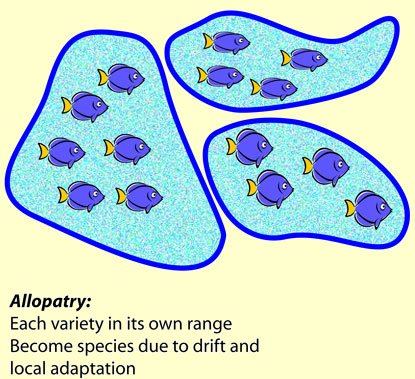 Allopatry:
Each variety in its own range
Become species due to drift and
local adaptation